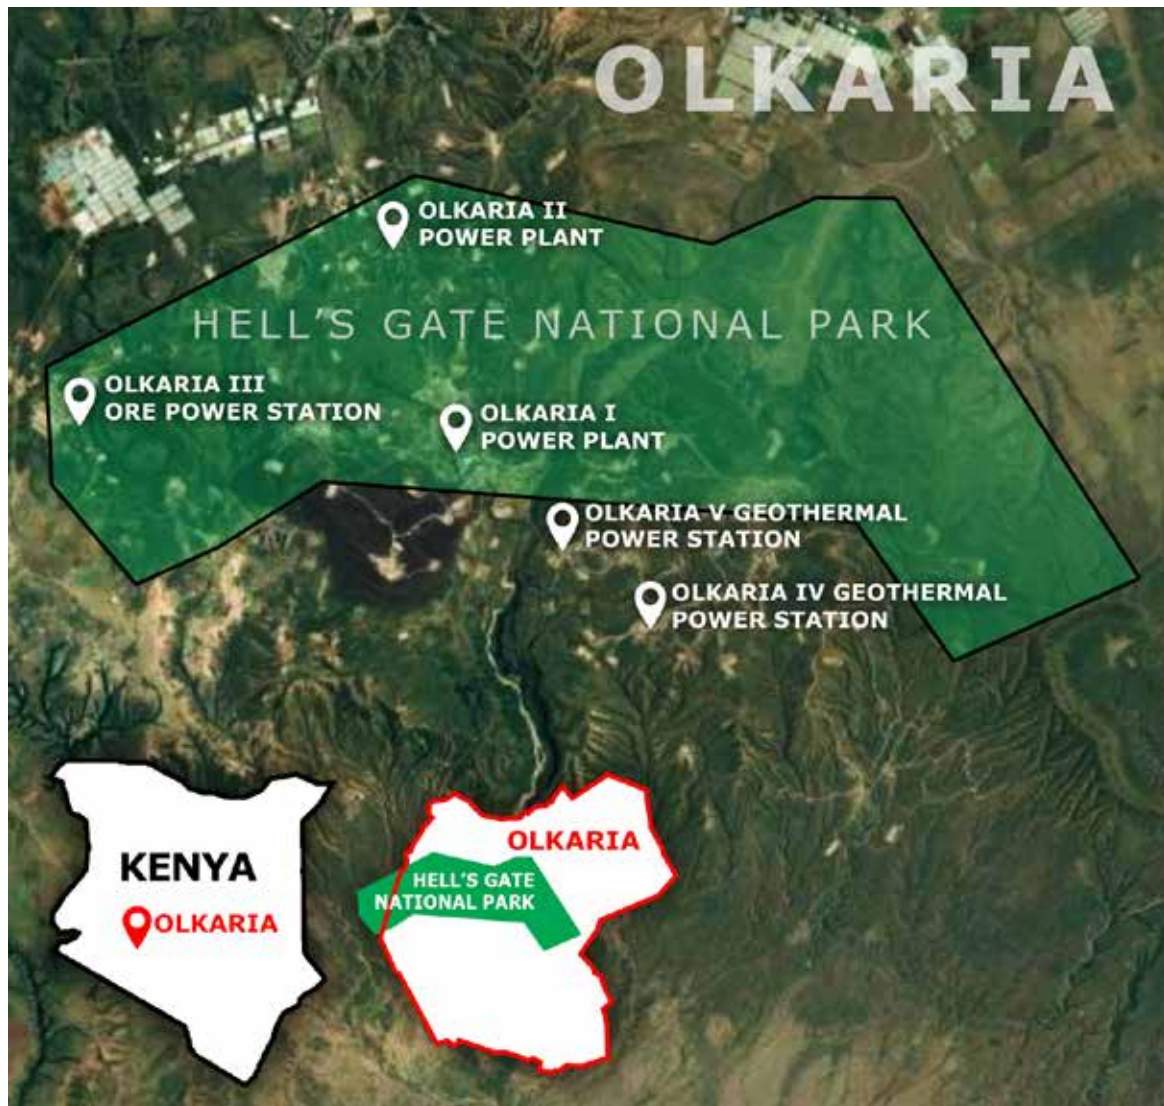 OLKARIA
OLKARIA II
POWER PLANT
HELL'S GATE NATIONAL PARK
OLKARIA III
ORE POWER STATION
OLKARIA I
POWER PLANT
OLKARIA V GEOTHERMAL
POWER STATION
OLKARIA IV GEOTHERMAL
POWER STATION
KENYA
OLKARIA
OLKARIA
HELL'S GATE
NATIONAL PARK